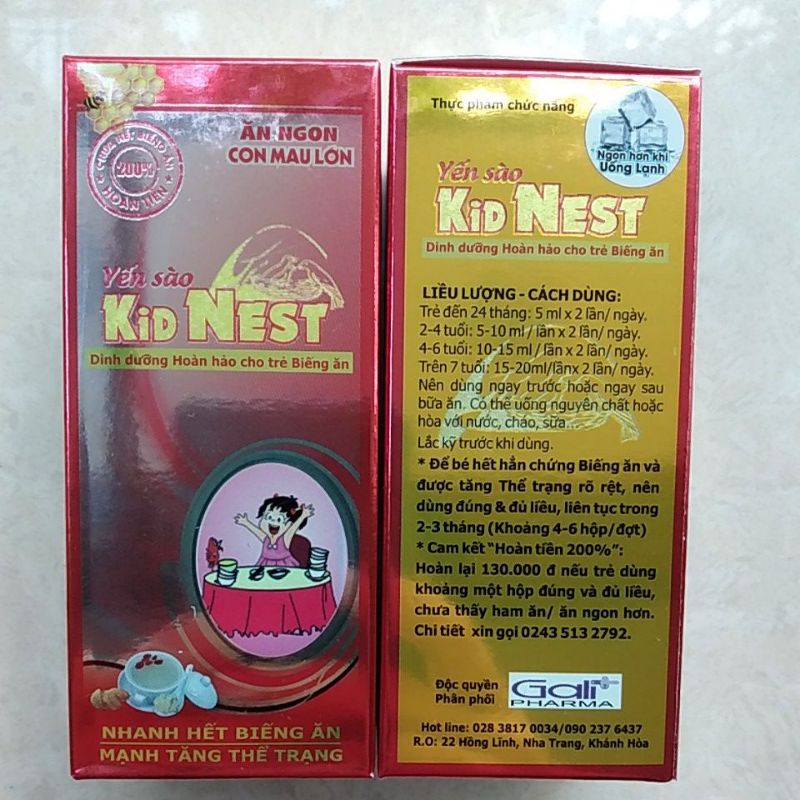 CHƯA HẾT BIẾNG ĂN
200%
HOÀN TIỀN
ĂN NGON
CON MAU LỚN
Yến sào
KiD NEST
Dinh dưỡng Hoàn hảo cho trẻ Biếng ăn
NHANH HẾT BIẾNG ĂN
MẠNH TĂNG THỂ TRẠNG
Thực phẩm chức năng
Ngon hơn khi
Uống Lạnh
Yến sào
KiD NEST
Dinh dưỡng Hoàn hảo cho trẻ Biếng ăn
LIỀU LƯỢNG - CÁCH DÙNG:
Trẻ đến 24 tháng: 5 ml x 2 lần/ ngày.
2-4 tuổi: 5-10 ml / lần x 2 lần/ ngày.
4-6 tuổi: 10-15 ml / lần x 2 lần/ ngày.
Trên 7 tuổi: 15-20ml/lần x 2 lần/ ngày.
Nên dùng ngay trước hoặc ngay sau
bữa ăn. Có thể uống nguyên chất hoặc
hòa với nước, cháo, sữa...
Lắc kỹ trước khi dùng.
* Để bé hết hẳn chứng Biếng ăn và
được tăng Thể trạng rõ rệt, nên
dùng đúng & đủ liều, liên tục trong
2-3 tháng (Khoảng 4-6 hộp/đợt)
* Cam kết "Hoàn tiền 200%":
Hoàn lại 130.000 đ nếu trẻ dùng
khoảng một hộp đúng và đủ liều,
chưa thấy ham ăn/ ăn ngon hơn.
Chi tiết xin gọi 0243 513 2792.
Độc quyền
Phân phối
Gali+
PHARMA
Hot line: 028 3817 0034/090 237 6437
R.O: 22 Hồng Lĩnh, Nha Trang, Khánh Hòa